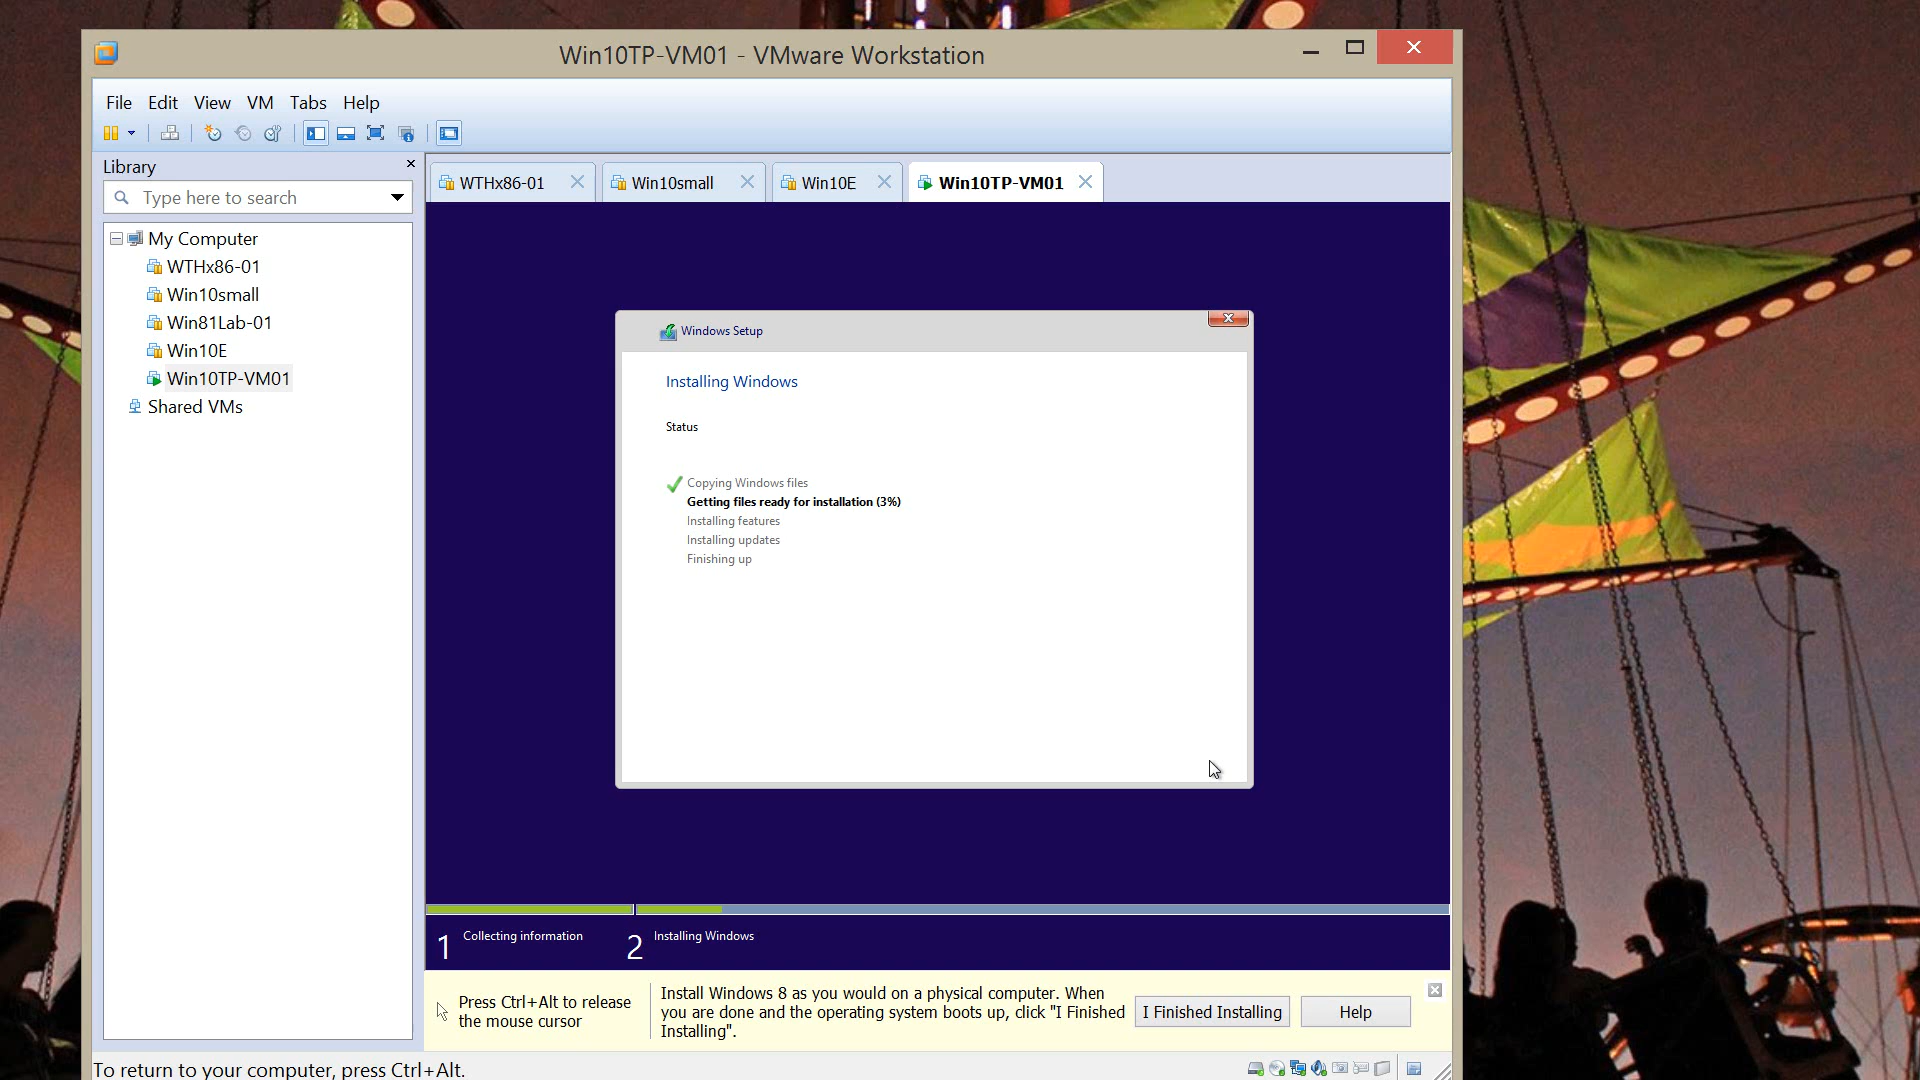 Win10TP-VM01 - VMware Workstation
File Edit View VM Tabs Help
Library
Type here to search
My Computer
WTHx86-01
Win10small
Win81Lab-01
Win10E
Win10TP-VM01
Shared VMs
WTHx86-01 Win10small Win10E Win10TP-VM01
Windows Setup
Installing Windows
Status
Copying Windows files
Getting files ready for installation (3%)
Installing features
Installing updates
Finishing up
1 Collecting information 2 Installing Windows
Press Ctrl+Alt to release
the mouse cursor
Install Windows 8 as you would on a physical computer. When
you are done and the operating system boots up, click "I Finished
Installing".
I Finished Installing Help
To return to your computer, press Ctrl+Alt.